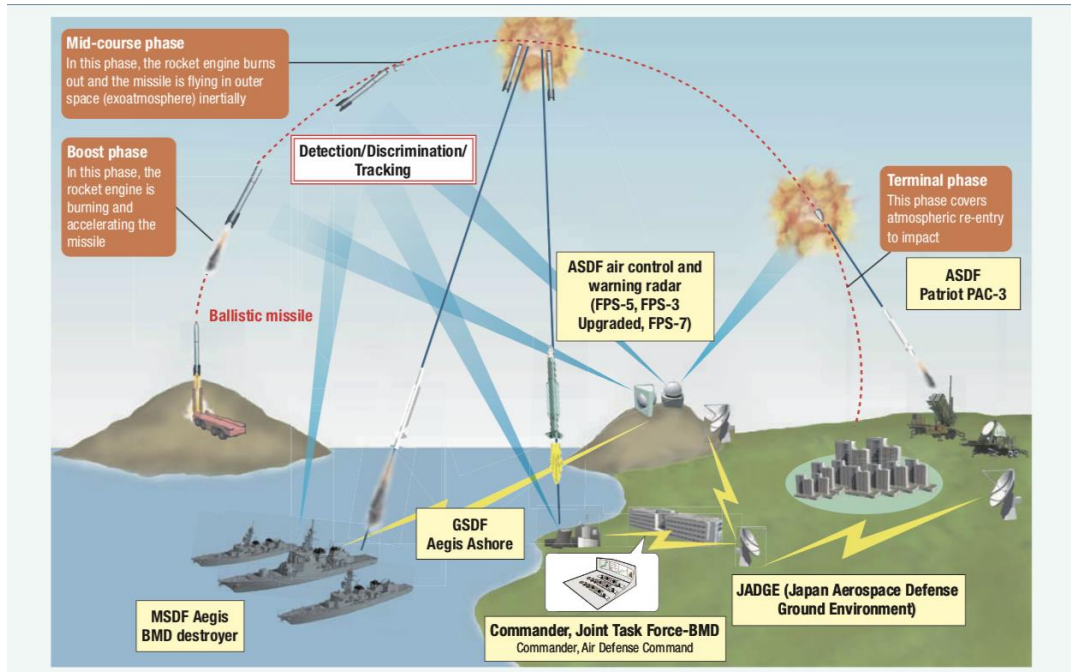 Mid-course phase
In this phase, the rocket engine burns
out and the missile is flying in outer
space (exoatmosphere) inertially
Boost phase
In this phase, the
rocket engine is
burning and
accelerating the
missile
Detection/Discrimination/
Tracking
Terminal phase
This phase covers
atmospheric re-entry
to impact
ASDF air control and
warning radar
(FPS-5, FPS-3
Upgraded, FPS-7)
ASDF
Patriot PAC-3
Ballistic missile
GSDF
Aegis Ashore
MSDF Aegis
BMD destroyer
JADGE (Japan Aerospace Defense
Ground Environment)
Commander, Joint Task Force-BMD
Commander, Air Defense Command